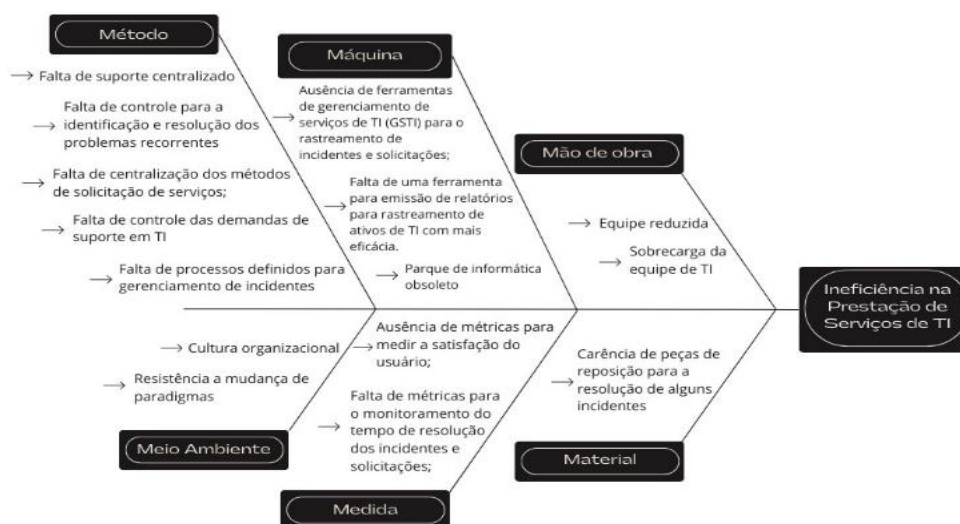 Método
Falta de suporte centralizado
Falta de controle para a
identificação e resolução dos
problemas recorrentes
Falta de centralização dos métodos
de solicitação de serviços;
Falta de controle das demandas de
suporte em TI
Falta de processos definidos para
gerenciamento de incidentes
Máquina
Ausência de ferramentas
de gerenciamento de
serviços de TI (GSTI) para o
rastreamento de
incidentes e solicitações;
Falta de uma ferramenta
para emissão de relatórios
para rastreamento de
ativos de TI com mais
eficácia.
Parque de informática
obsoleto
Mão de obra
Equipe reduzida
Sobrecarga da
equipe de TI
Ineficiência na
Prestação de
Serviços de TI
Cultura organizacional
Resistência a mudança de
paradigmas
Meio Ambiente
Ausência de métricas para
medir a satisfação do
usuário;
Falta de métricas para
o monitoramento do
tempo de resolução
dos incidentes e
solicitações;
Medida
Carência de peças de
reposição para a
resolução de alguns
incidentes
Material